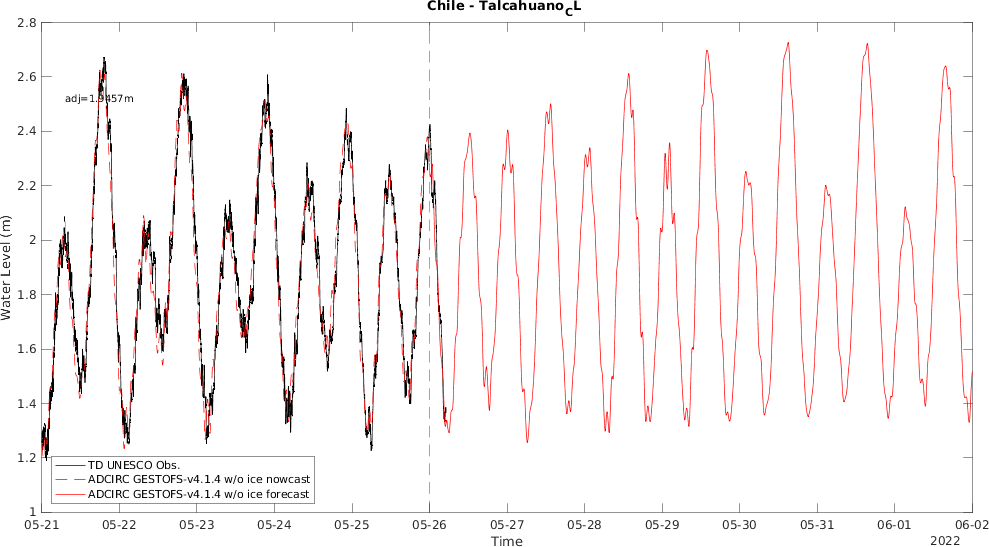 Chile - Talcahuano_CL
2.8
2.6
2.4
2.2
2
1.8
1.6
1.4
1.2
1
Water Level (m)
adj=1.9457m
TD UNESCO Obs.
ADCIRC GESTOFS-v4.1.4 w/o ice nowcast
ADCIRC GESTOFS-v4.1.4 w/o ice forecast
05-21 05-22 05-23 05-24 05-25 05-26 05-27 05-28 05-29 05-30 05-31 06-01 06-02
Time
2022